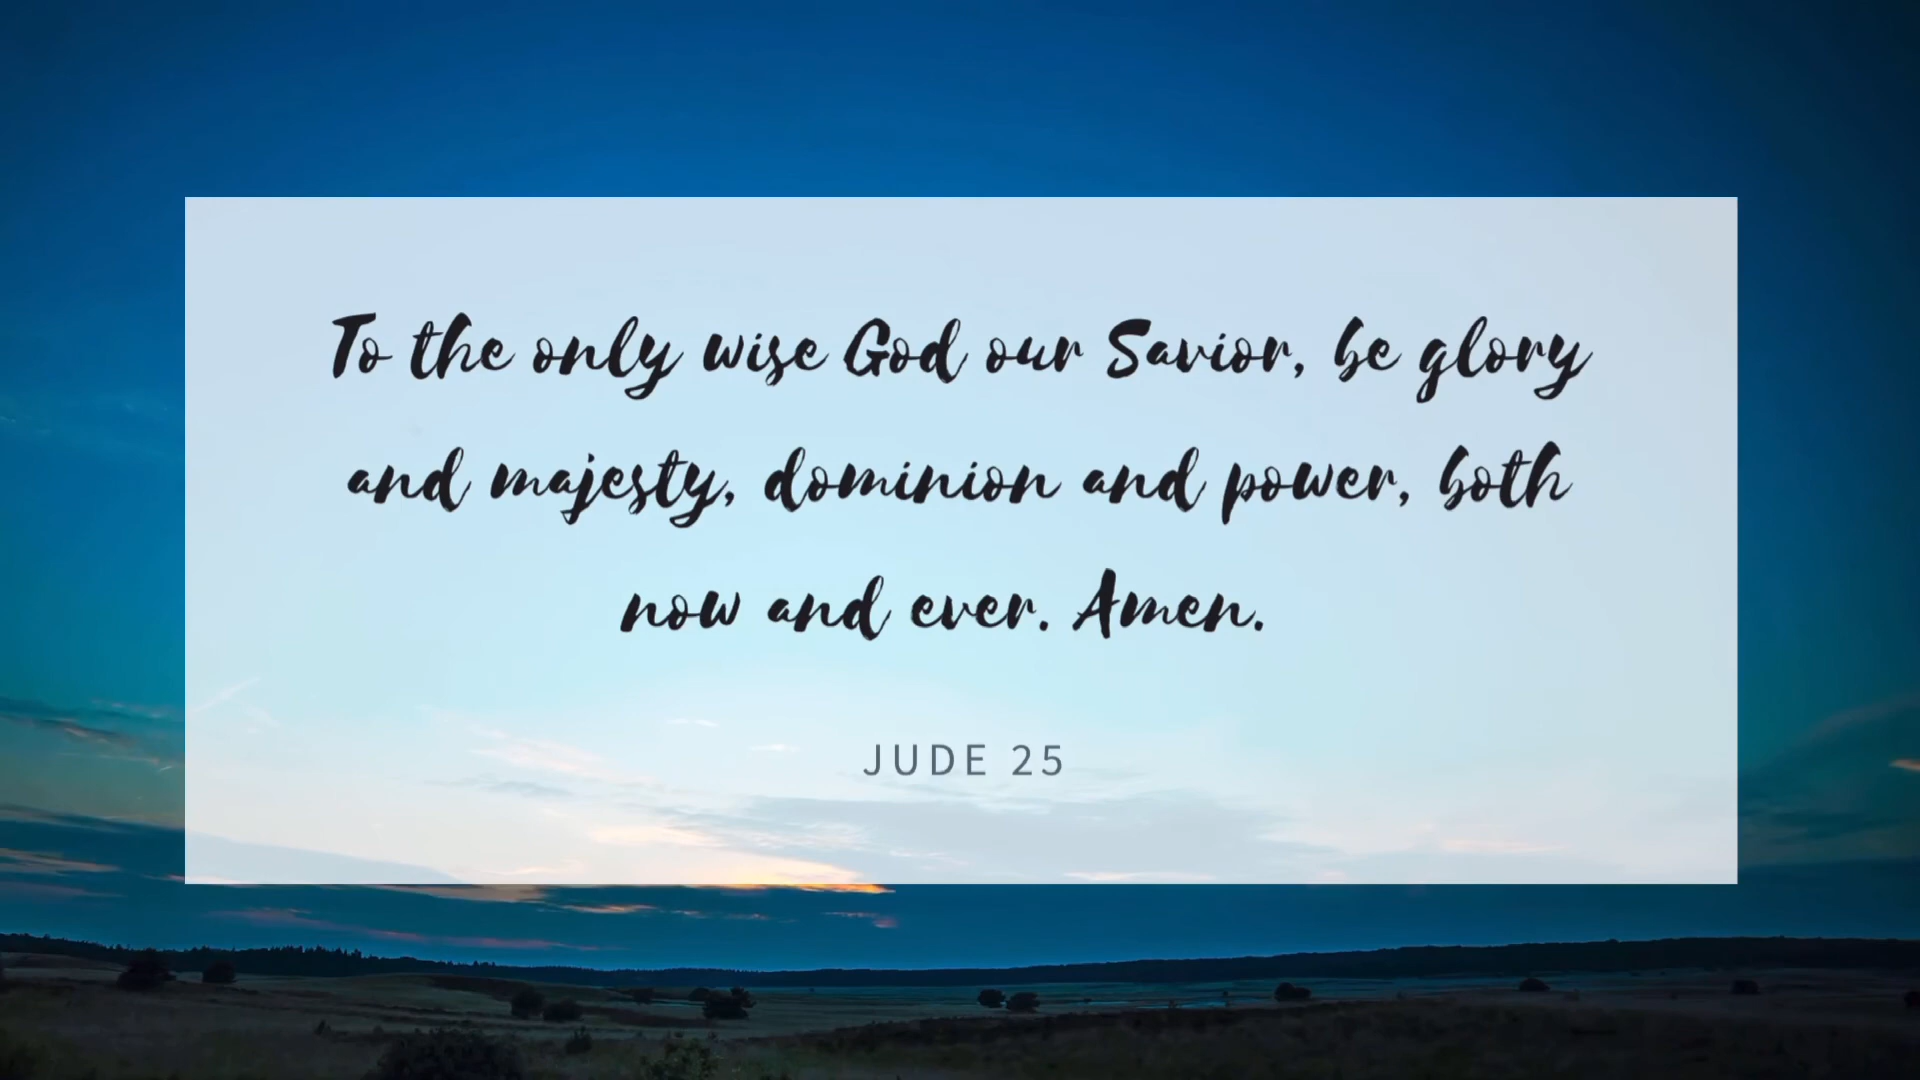 To the only wise God our Savior, be glory
and majesty, dominion and power, both
now and ever. Amen.
JUDE 25